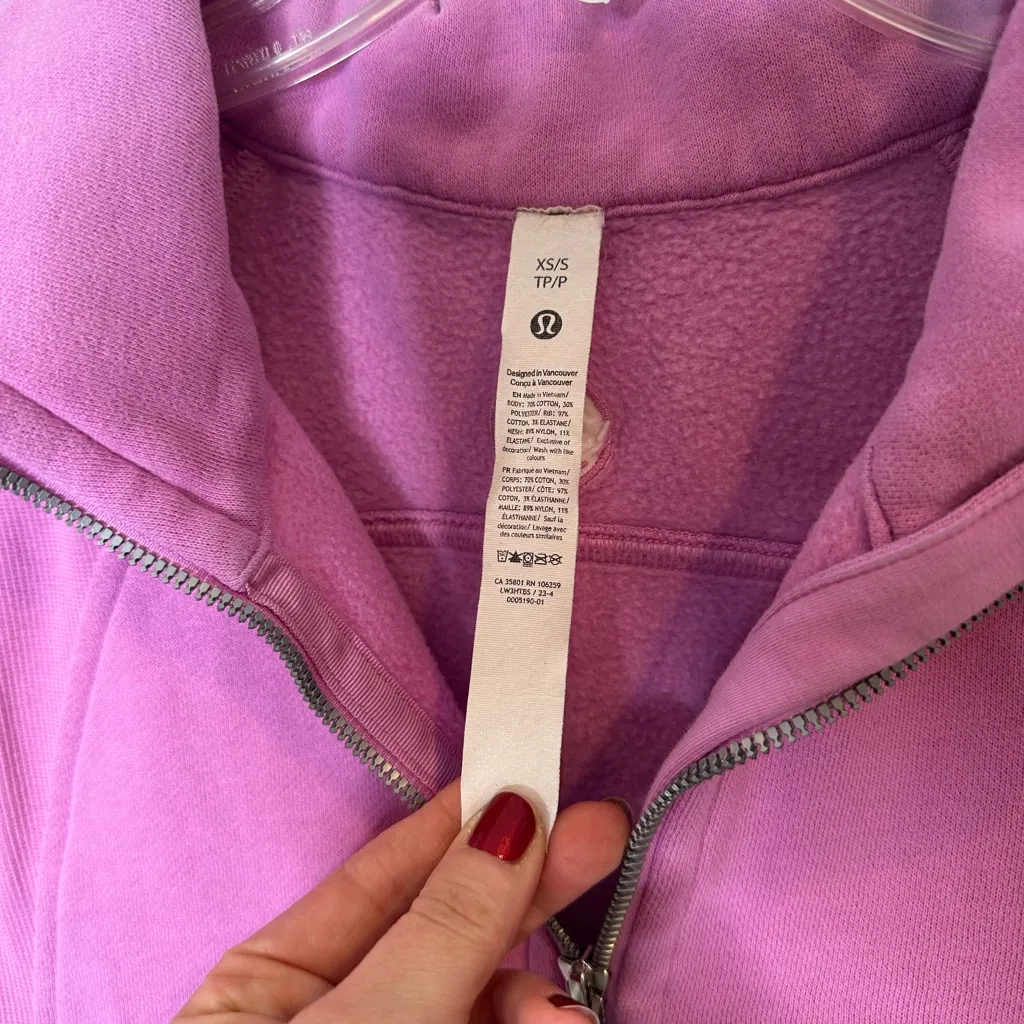 XS/S
TP/P
Designed in Vancouver
Conçu à Vancouver
EN Made in Vietnam/
BODY: 70% COTTON, 30%
POLYESTER/ RIB: 97%
COTTON, 3% ELASTANE/
MESH: 89% NYLON, 11%
ELASTANE/ Exclusive of
decoration/ Wash with like
colours
FR Fabriqué au Vietnam/
CORPS: 70% COTON, 30%
POLYESTER/ CÔTE: 97%
COTON, 3% ÉLASTHANNE/
MAILLE: 89% NYLON, 11%
ÉLASTHANNE/ Sauf la
décoration/ Lavage avec
des couleurs similaires
CA 35801 RN 106259
LW3HTBS / 23-4
0005190-01